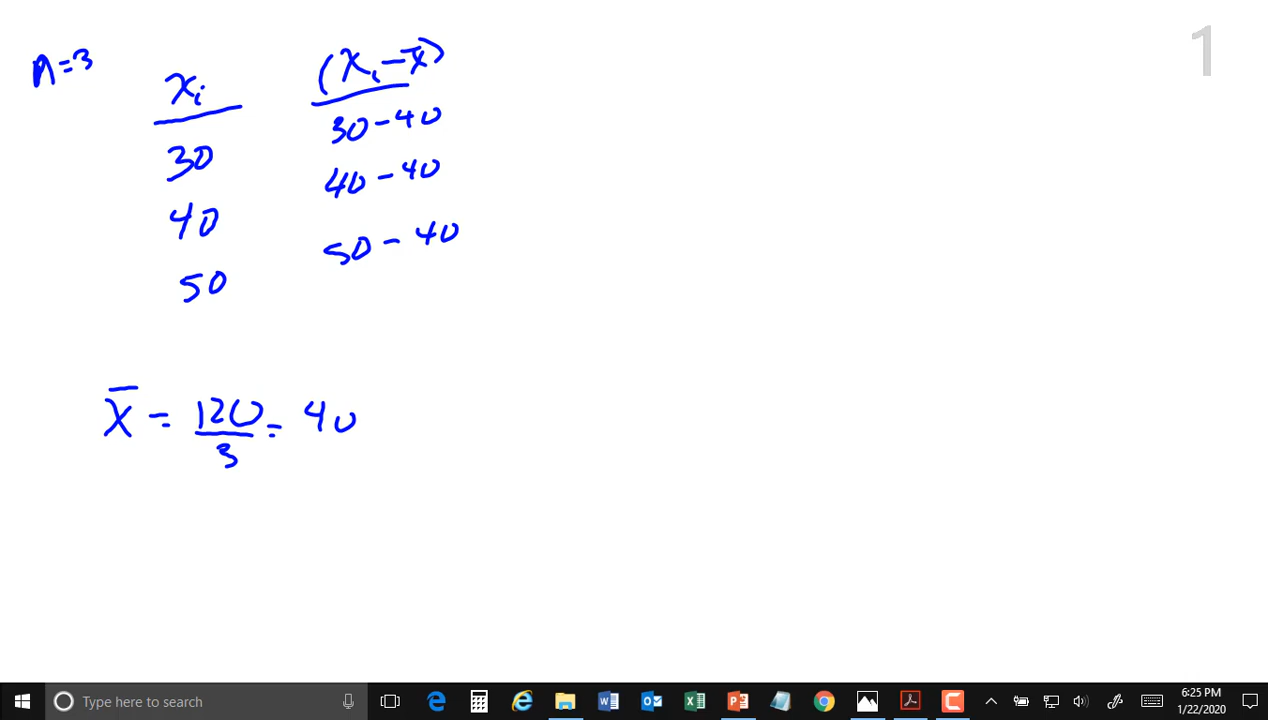 1
n=3
xᵢ (xᵢ-x̄)
30 30-40
40 40-40
50 50-40
x̄ = 120/3 = 40
Type here to search
6:25 PM
1/22/2020